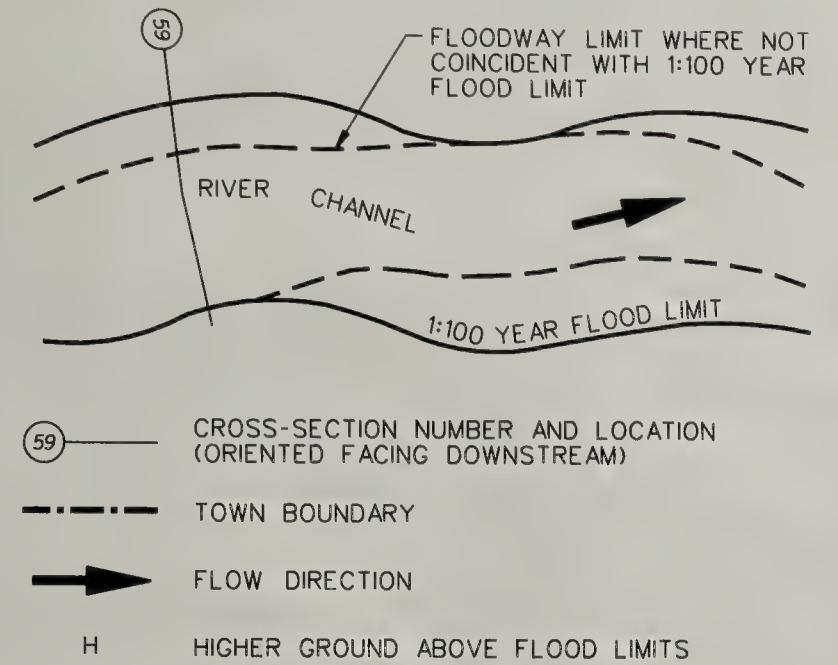 59
FLOODWAY LIMIT WHERE NOT
COINCIDENT WITH 1:100 YEAR
FLOOD LIMIT
RIVER CHANNEL
1:100 YEAR FLOOD LIMIT
59 CROSS-SECTION NUMBER AND LOCATION
(ORIENTED FACING DOWNSTREAM)
TOWN BOUNDARY
FLOW DIRECTION
H HIGHER GROUND ABOVE FLOOD LIMITS